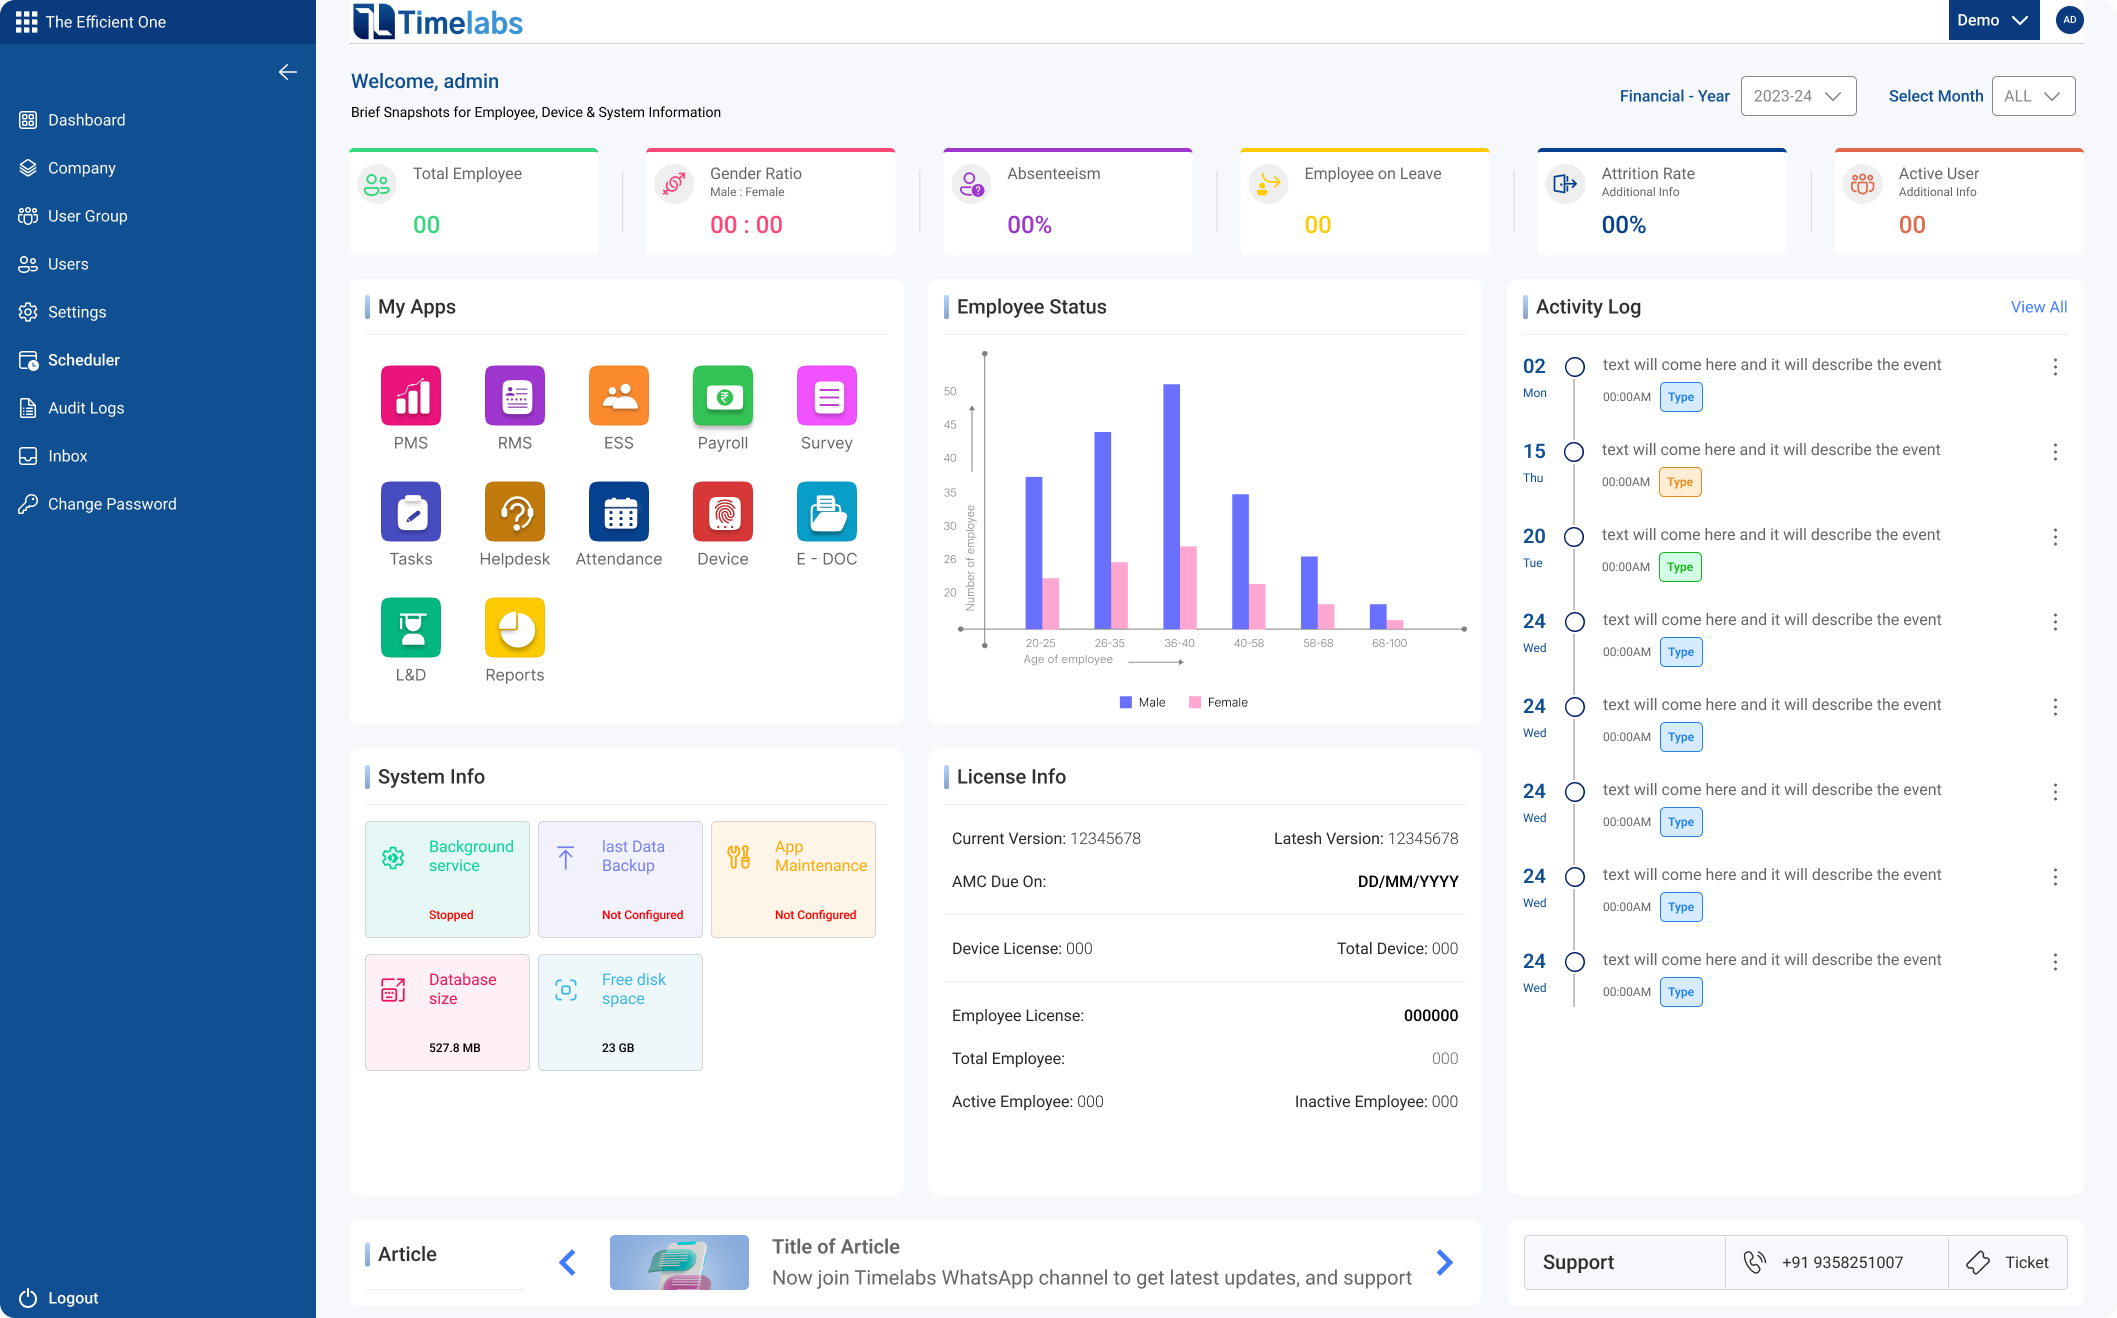 The Efficient One
Dashboard
Company
User Group
Users
Settings
Scheduler
Audit Logs
Inbox
Change Password
Logout
Timelabs
Demo
AD
Welcome, admin
Brief Snapshots for Employee, Device & System Information
Financial - Year
2023-24
Select Month
ALL
Total Employee
00
Gender Ratio
Male : Female
00 : 00
Absenteeism
00%
Employee on Leave
00
Attrition Rate
Additional Info
00%
Active User
Additional Info
00
My Apps
PMS
RMS
ESS
Payroll
Survey
Tasks
Helpdesk
Attendance
Device
E - DOC
L&D
Reports
Employee Status
50
45
40
35
30
26
20
Number of employee
20-25
26-35
36-40
40-58
58-68
68-100
Age of employee
Male
Female
Activity Log
View All
02
Mon
text will come here and it will describe the event
00:00AM
Type
15
Thu
text will come here and it will describe the event
00:00AM
Type
20
Tue
text will come here and it will describe the event
00:00AM
Type
24
Wed
text will come here and it will describe the event
00:00AM
Type
24
Wed
text will come here and it will describe the event
00:00AM
Type
24
Wed
text will come here and it will describe the event
00:00AM
Type
24
Wed
text will come here and it will describe the event
00:00AM
Type
24
Wed
text will come here and it will describe the event
00:00AM
Type
System Info
Background
service
Stopped
last Data
Backup
Not Configured
App
Maintenance
Not Configured
Database
size
527.8 MB
Free disk
space
23 GB
License Info
Current Version: 12345678
Latesh Version: 12345678
AMC Due On:
DD/MM/YYYY
Device License: 000
Total Device: 000
Employee License:
000000
Total Employee:
000
Active Employee: 000
Inactive Employee: 000
Article
Title of Article
Now join Timelabs WhatsApp channel to get latest updates, and support
Support
+91 9358251007
Ticket